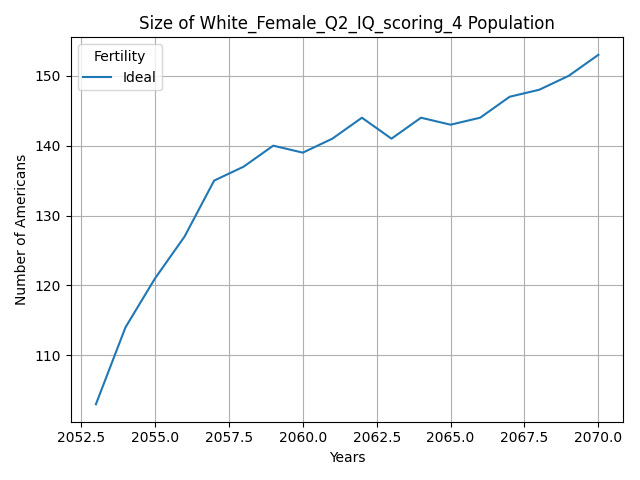 Size of White_Female_Q2_IQ_scoring_4 Population
Fertility
Ideal
150
140
130
120
110
Number of Americans
2052.5
2055.0
2057.5
2060.0
2062.5
2065.0
2067.5
2070.0
Years